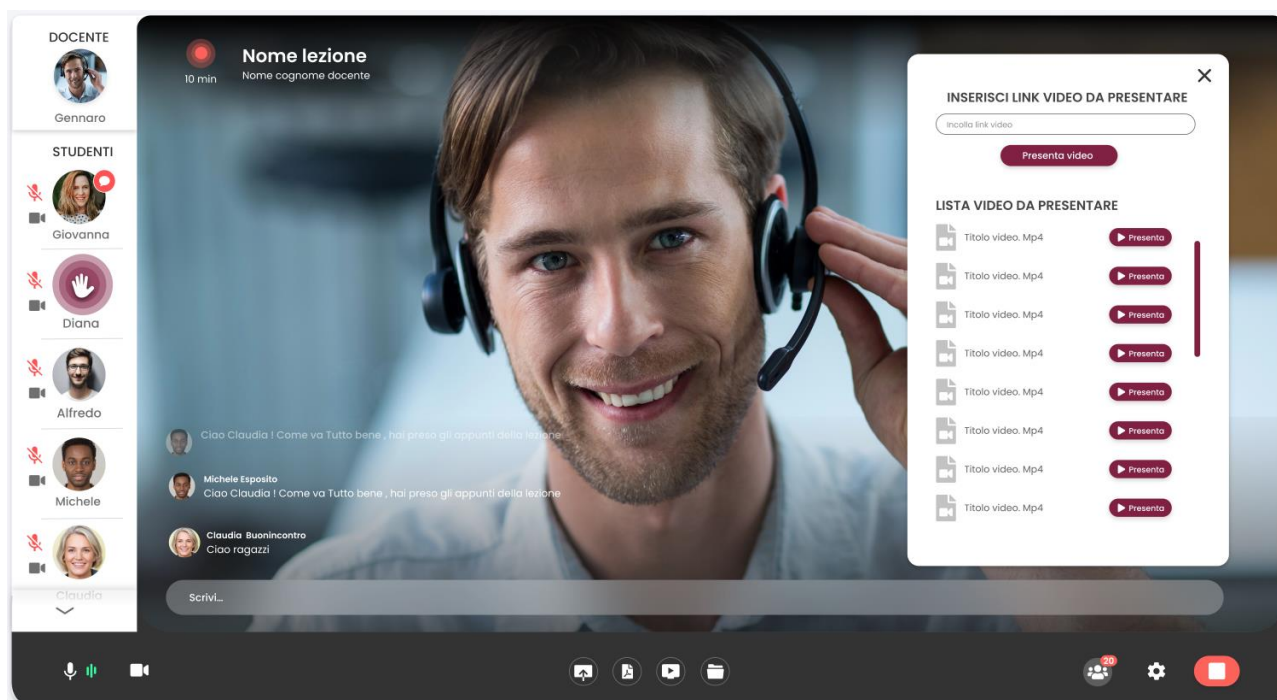 DOCENTE
Gennaro
STUDENTI
Giovanna
Diana
Alfredo
Michele
Claudia
10 min
Nome lezione
Nome cognome docente
Ciao Claudia ! Come va Tutto bene , hai preso gli appunti della lezione
Michele Esposito
Ciao Claudia ! Come va Tutto bene , hai preso gli appunti della lezione
Claudia Buonincontro
Ciao ragazzi
Scrivi...
INSERISCI LINK VIDEO DA PRESENTARE
Incolla link video
Presenta video
LISTA VIDEO DA PRESENTARE
Titolo video. Mp4 Presenta
Titolo video. Mp4 Presenta
Titolo video. Mp4 Presenta
Titolo video. Mp4 Presenta
Titolo video. Mp4 Presenta
Titolo video. Mp4 Presenta
Titolo video. Mp4 Presenta
Titolo video. Mp4 Presenta
20